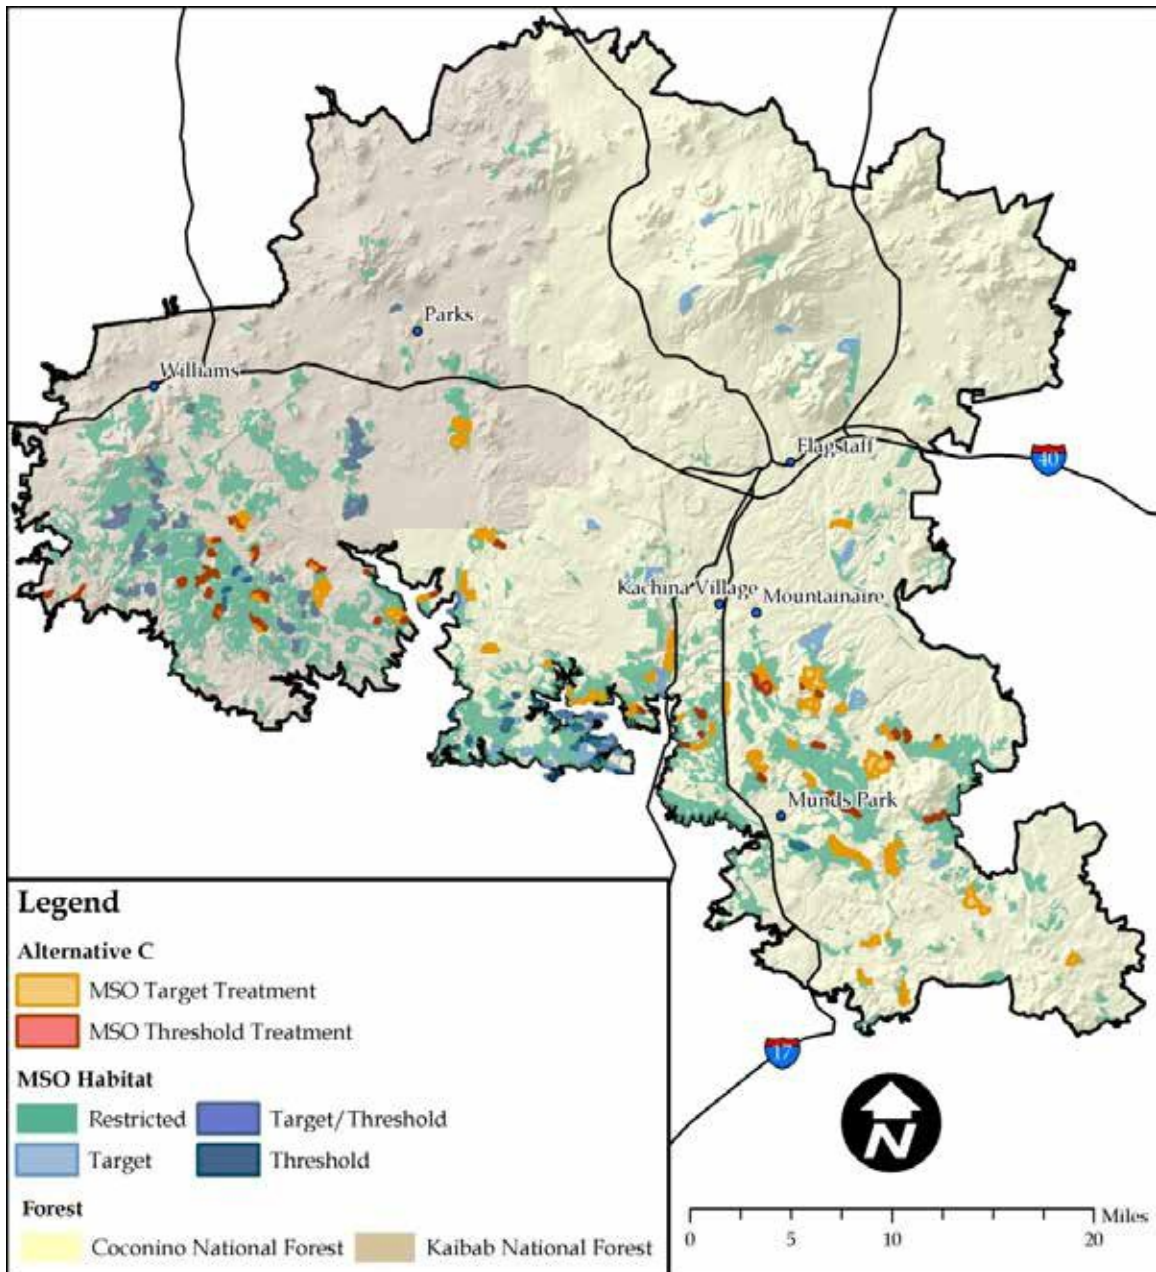 Parks
Williams
Flagstaff
40
Kachina Village
Mountainaire
Munds Park
17
Legend
Alternative C
MSO Target Treatment
MSO Threshold Treatment
MSO Habitat
Restricted
Target/Threshold
Target
Threshold
Forest
Coconino National Forest
Kaibab National Forest
N
Miles
0
5
10
20